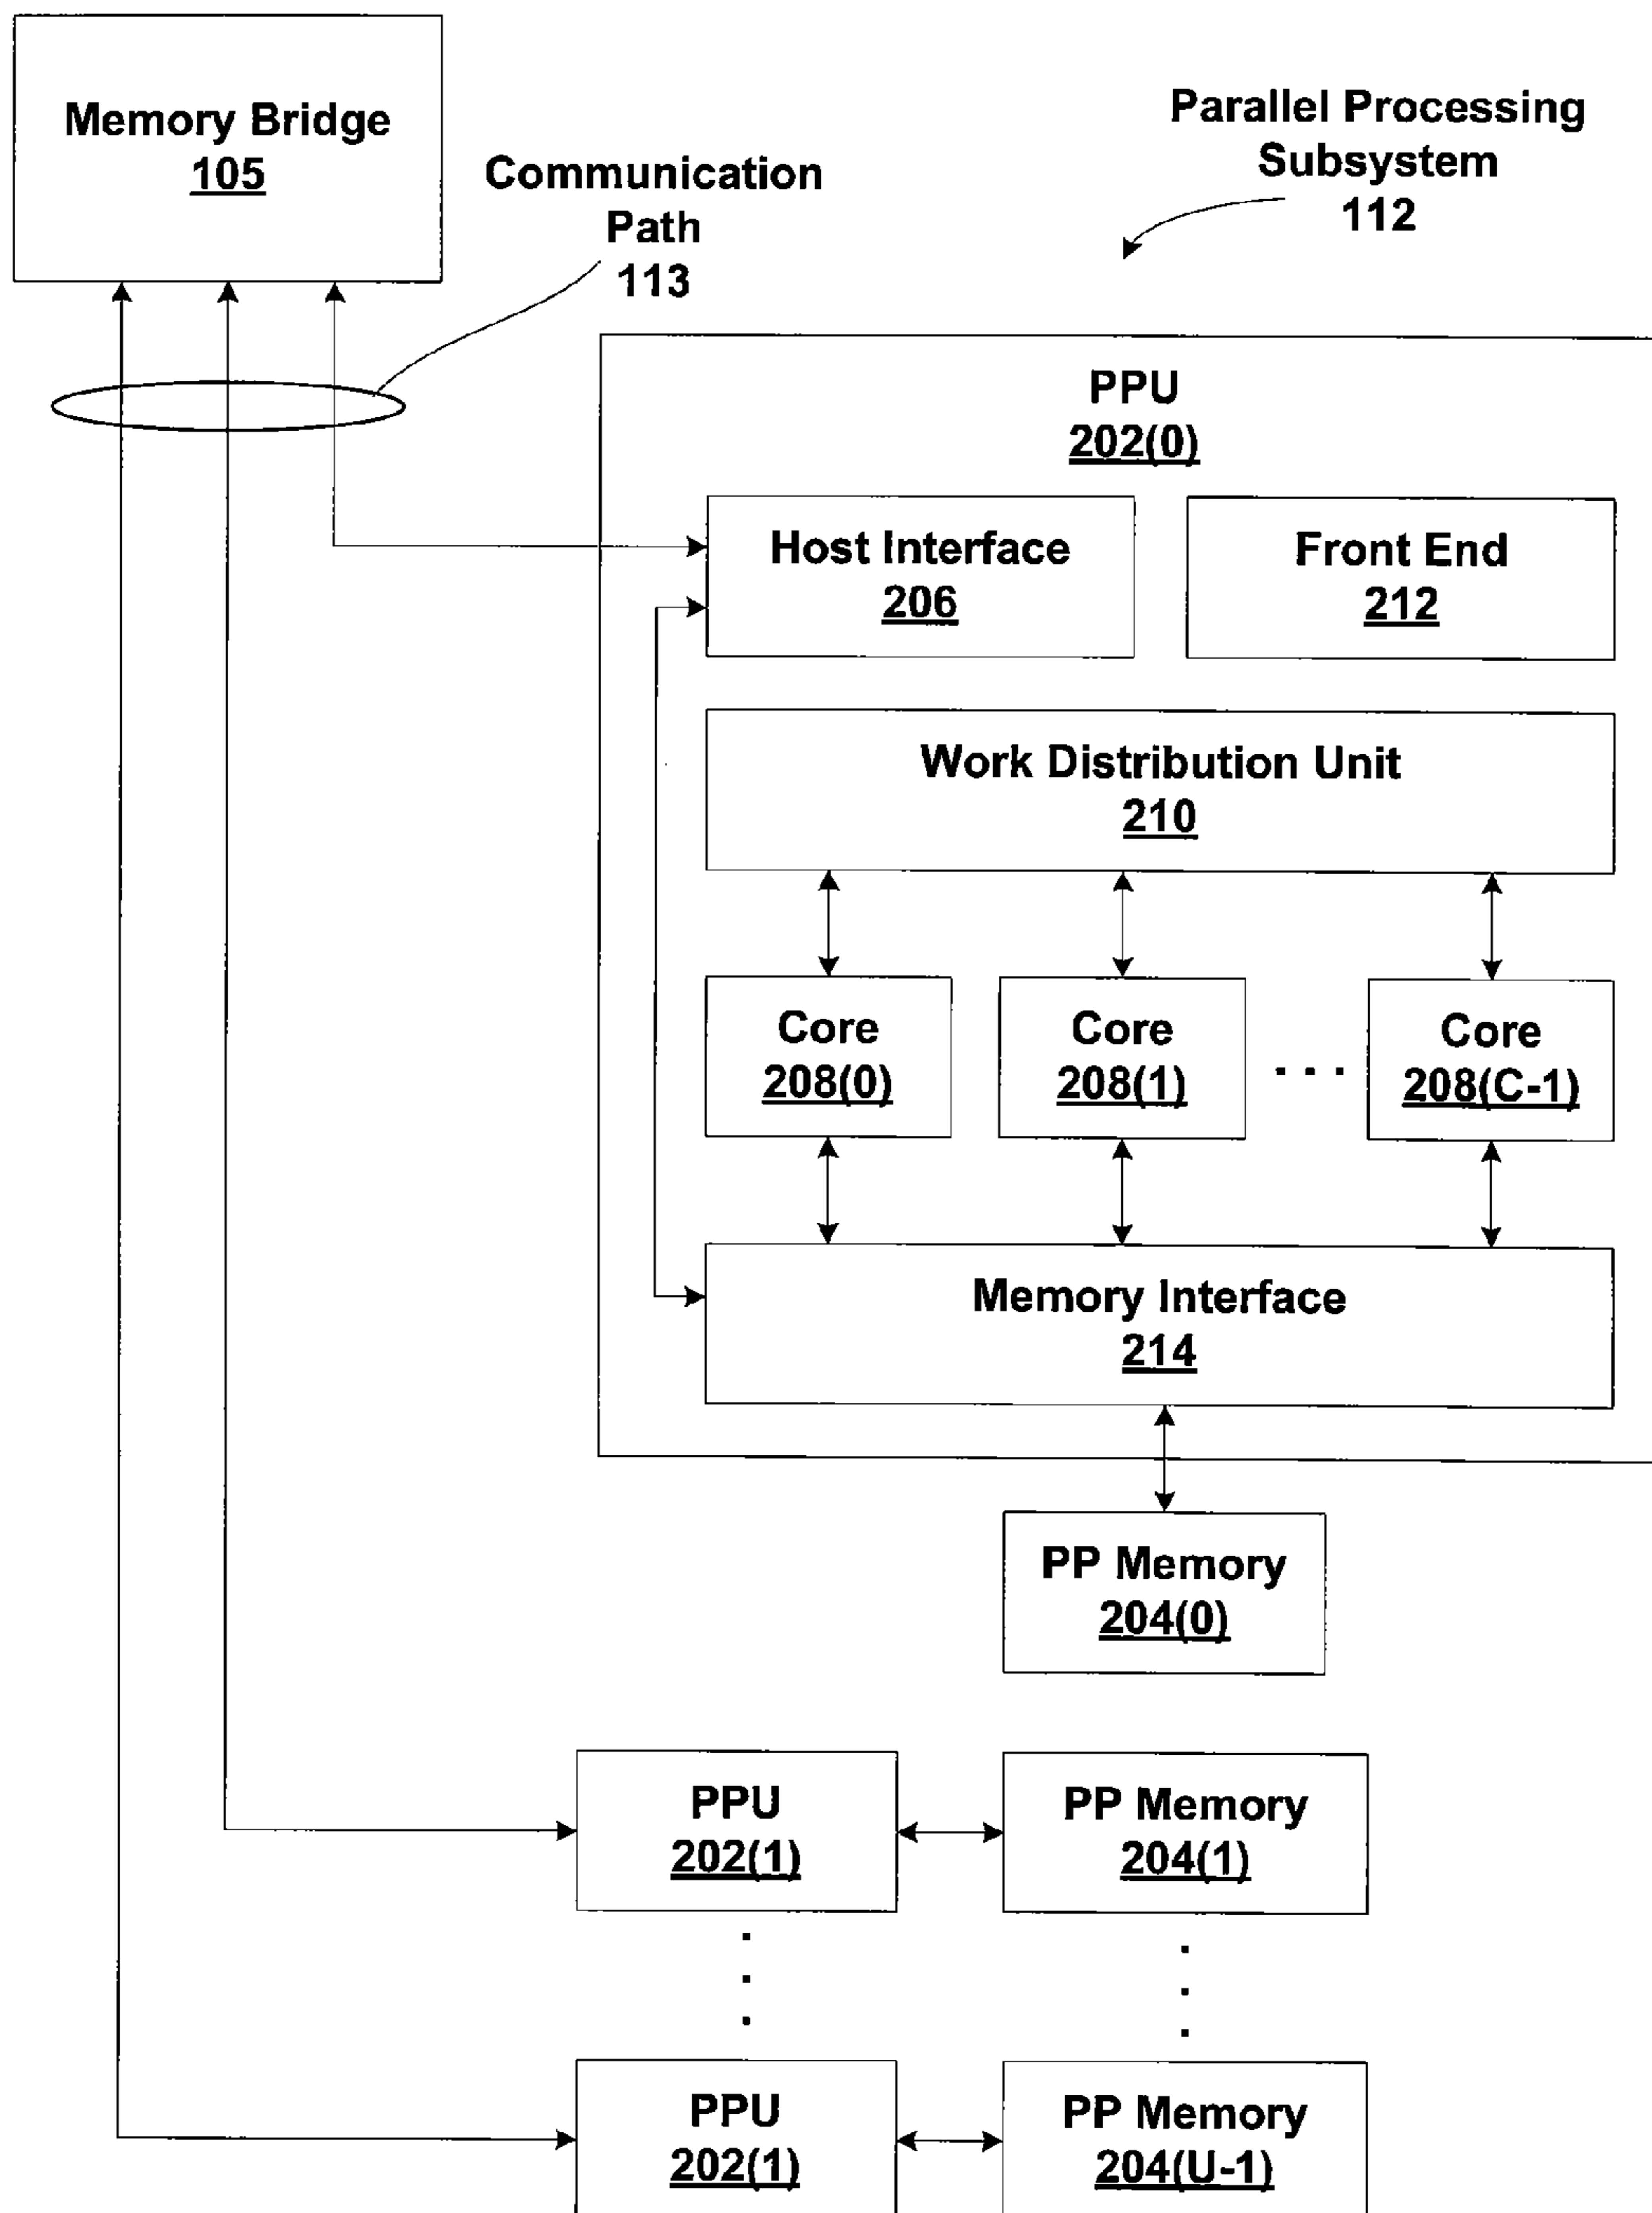 Memory Bridge
105
Communication
Path
113
Parallel Processing
Subsystem
112
PPU
202(0)
Host Interface
206
Front End
212
Work Distribution Unit
210
Core
208(0)
Core
208(1)
. . .
Core
208(C-1)
Memory Interface
214
PP Memory
204(0)
PPU
202(1)
PP Memory
204(1)
PPU
202(1)
PP Memory
204(U-1)